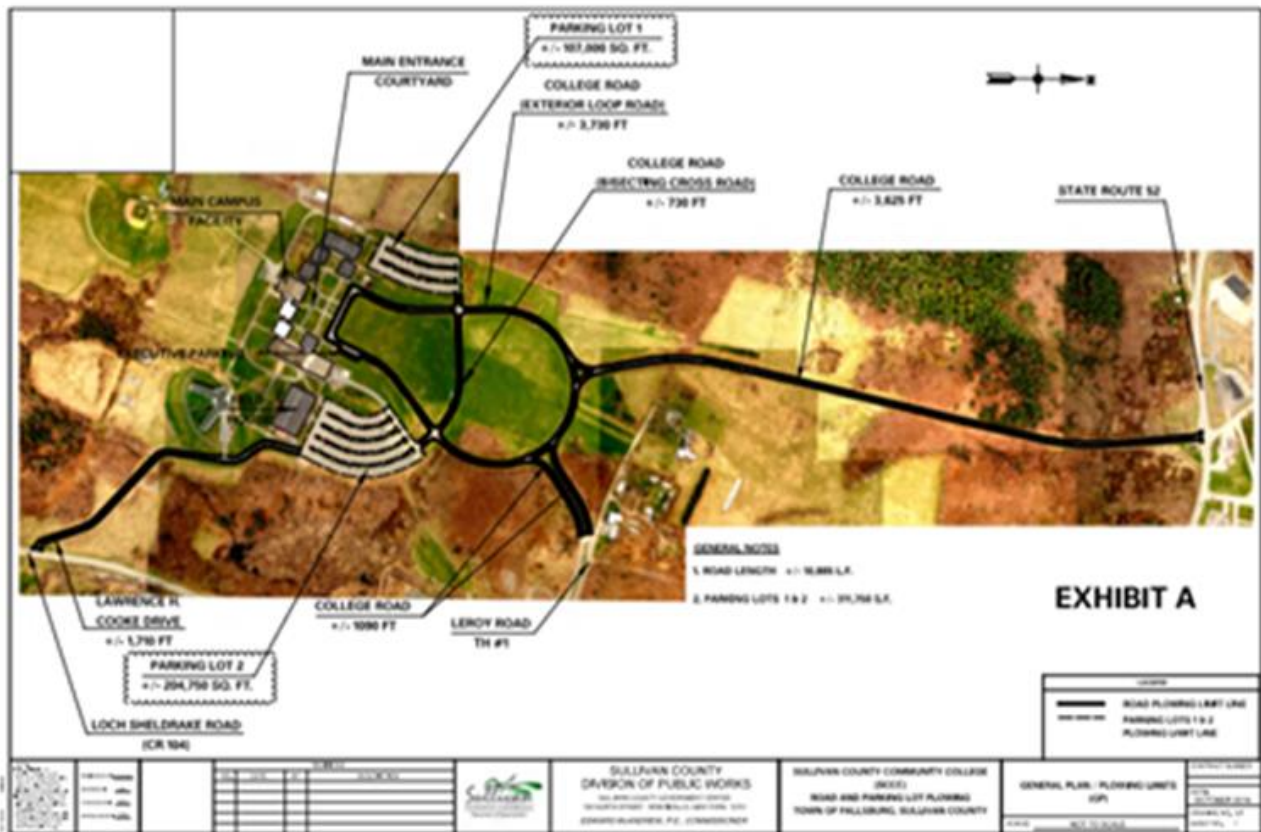 PARKING LOT 1
+/- 107,000 SQ. FT.
MAIN ENTRANCE
COURTYARD
COLLEGE ROAD
(EXTERIOR LOOP ROAD)
+/- 3,730 FT
COLLEGE ROAD
(BISECTING CROSS ROAD)
+/- 730 FT
COLLEGE ROAD
+/- 3,625 FT
STATE ROUTE 52
MAIN CAMPUS
FACILITY
EXECUTIVE PARKING
GENERAL NOTES
1. ROAD LENGTH +/- L.F.
2. PARKING LOTS 1 & 2 +/- 311,750 S.F.
EXHIBIT A
LAWRENCE H.
COOKE DRIVE
+/- 1,710 FT
COLLEGE ROAD
+/- 1090 FT
LEROY ROAD
TH #1
PARKING LOT 2
+/- 204,750 SQ. FT.
LOCH SHELDRAKE ROAD
(CR 104)
LEGEND
ROAD PLOWING LIMIT LINE
PARKING LOTS 1 & 2
PLOWING LIMIT LINE
Sullivan
SULLIVAN COUNTY
DIVISION OF PUBLIC WORKS
SULLIVAN COUNTY COMMUNITY COLLEGE
(SCCC)
ROAD AND PARKING LOT PLOWING
TOWN OF FALLSBURG, SULLIVAN COUNTY
GENERAL PLAN / PLOWING LIMITS
(GP)
NOT TO SCALE